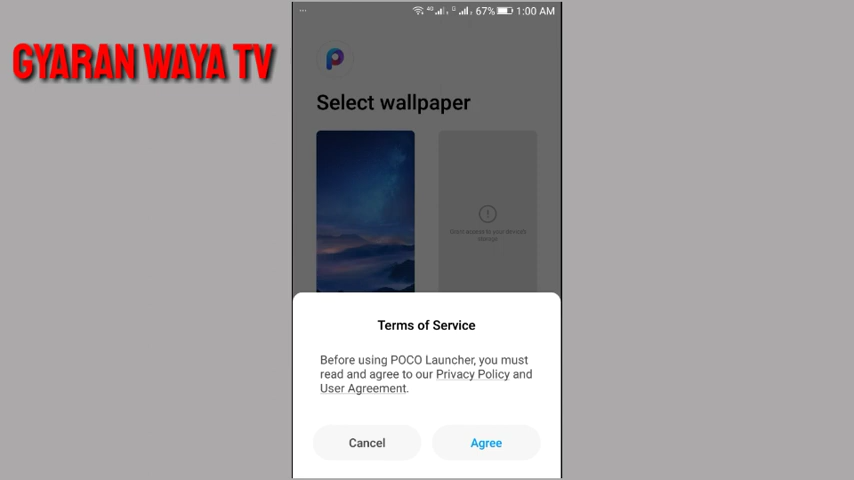 GYARAN WAYA TV
67% 1:00 AM
Select wallpaper
Terms of Service
Before using POCO Launcher, you must
read and agree to our Privacy Policy and
User Agreement.
Cancel
Agree